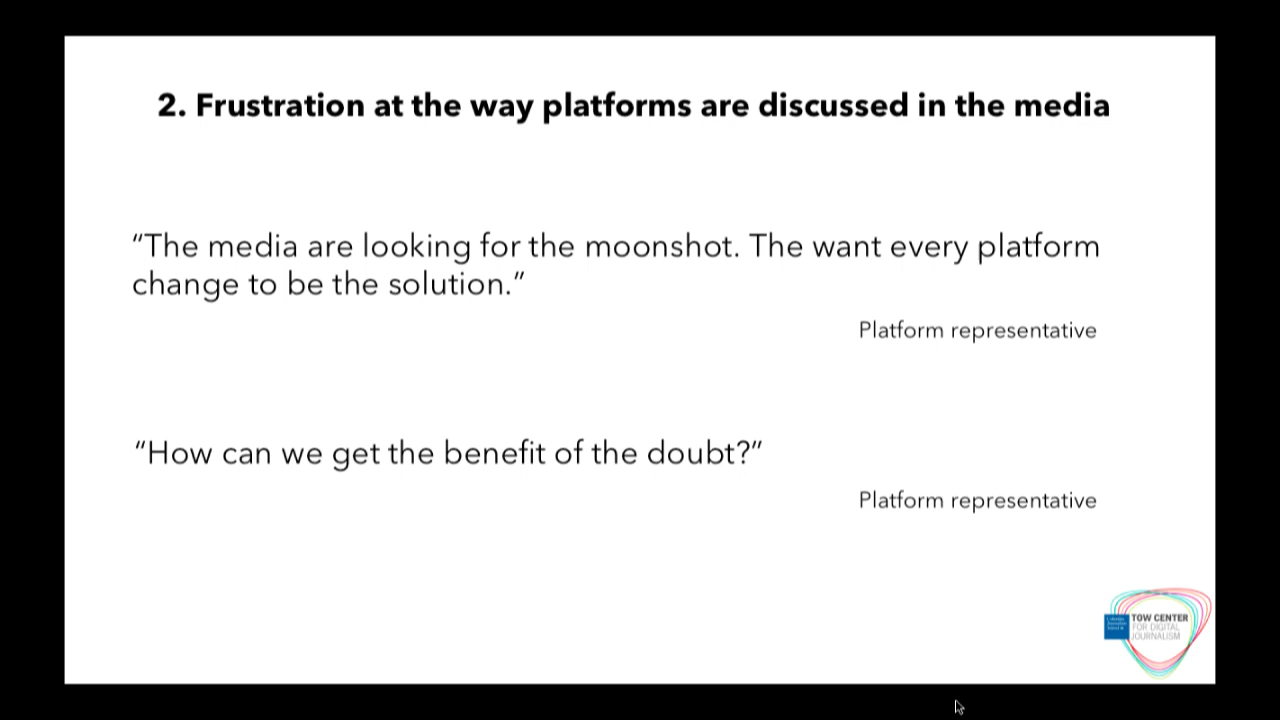 2. Frustration at the way platforms are discussed in the media
“The media are looking for the moonshot. The want every platform
change to be the solution.”
Platform representative
“How can we get the benefit of the doubt?”
Platform representative
TOW CENTER
FOR DIGITAL
JOURNALISM